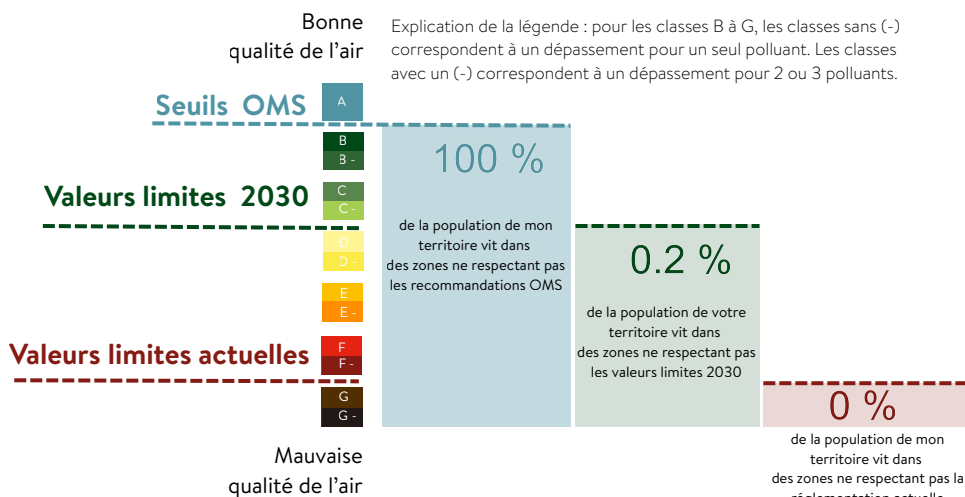 Bonne
qualité de l'air
Explication de la légende : pour les classes B à G, les classes sans (-)
correspondent à un dépassement pour un seul polluant. Les classes
avec un (-) correspondent à un dépassement pour 2 ou 3 polluants.
Seuils OMS
A
B
B -
Valeurs limites 2030
C
C -
D
D -
E
E -
Valeurs limites actuelles
F
F -
G
G -
Mauvaise
qualité de l'air
100 %
de la population de mon
territoire vit dans
des zones ne respectant pas
les recommandations OMS
0.2 %
de la population de votre
territoire vit dans
des zones ne respectant pas
les valeurs limites 2030
0 %
de la population de mon
territoire vit dans
des zones ne respectant pas la
réglementation actuelle